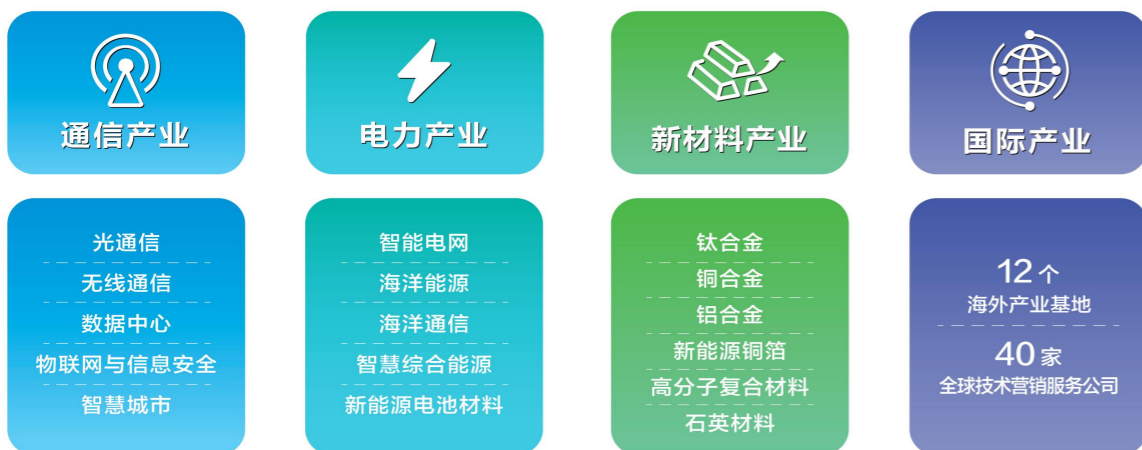 通信产业
光通信
无线通信
数据中心
物联网与信息安全
智慧城市
电力产业
智能电网
海洋能源
海洋通信
智慧综合能源
新能源电池材料
新材料产业
钛合金
铜合金
铝合金
新能源铜箔
高分子复合材料
石英材料
国际产业
12个
海外产业基地
40家
全球技术营销服务公司